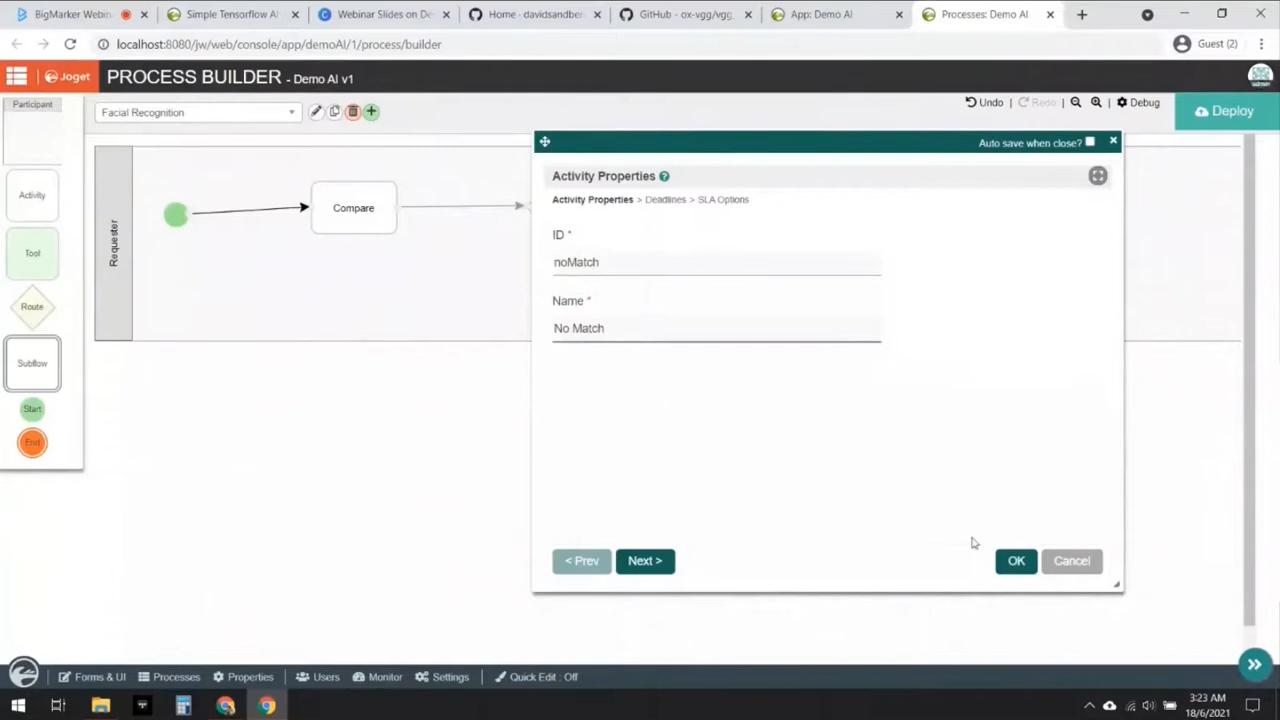 BigMarker Webin
Simple Tensorflow AI
Webinar Slides on De
Home · davidsandber
GitHub - ox-vgg/vgg_
App: Demo AI
Processes: Demo AI
localhost:8080/jw/web/console/app/demoAI/1/process/builder
Guest (2)
Joget
PROCESS BUILDER - Demo AI v1
Participant
Facial Recognition
Undo
Redo
Debug
Deploy
Auto save when close?
Activity Properties
Activity Properties > Deadlines > SLA Options
Activity
Requester
Compare
ID *
noMatch
Tool
Name *
No Match
Route
Subflow
Start
End
< Prev
Next >
OK
Cancel
Forms & UI
Processes
Properties
Users
Monitor
Settings
Quick Edit : Off
3:23 AM
18/6/2021